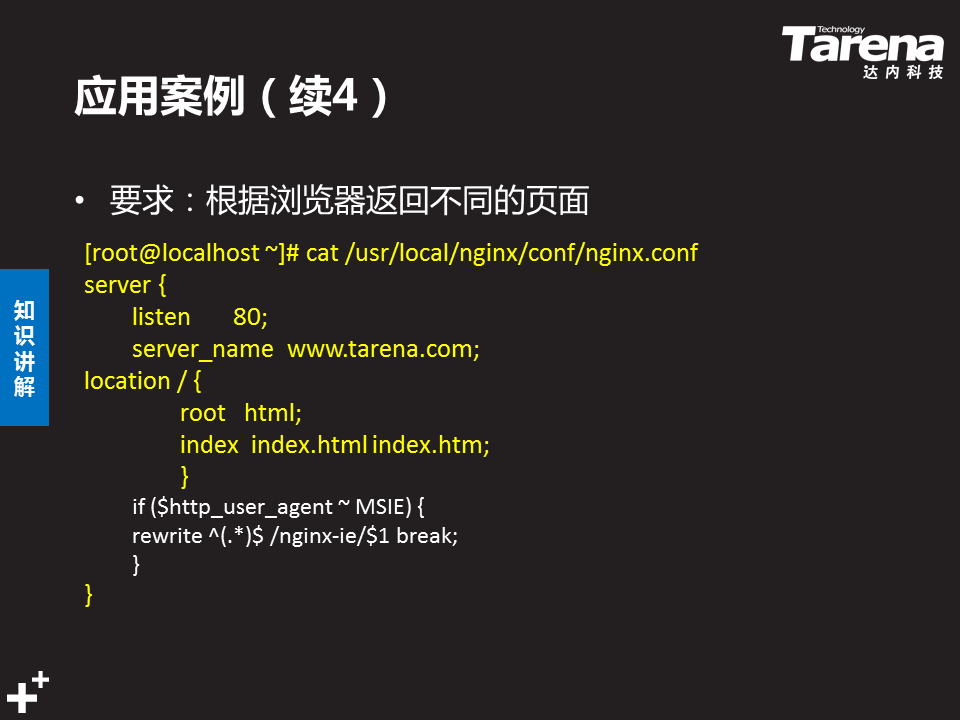 Technology
Tarena
达内科技
应用案例（续4）
• 要求：根据浏览器返回不同的页面
[root@localhost ~]# cat /usr/local/nginx/conf/nginx.conf
server {
listen 80;
server_name www.tarena.com;
location / {
root html;
index index.html index.htm;
}
if ($http_user_agent ~ MSIE) {
rewrite ^(.*)$ /nginx-ie/$1 break;
}
}
知
识
讲
解